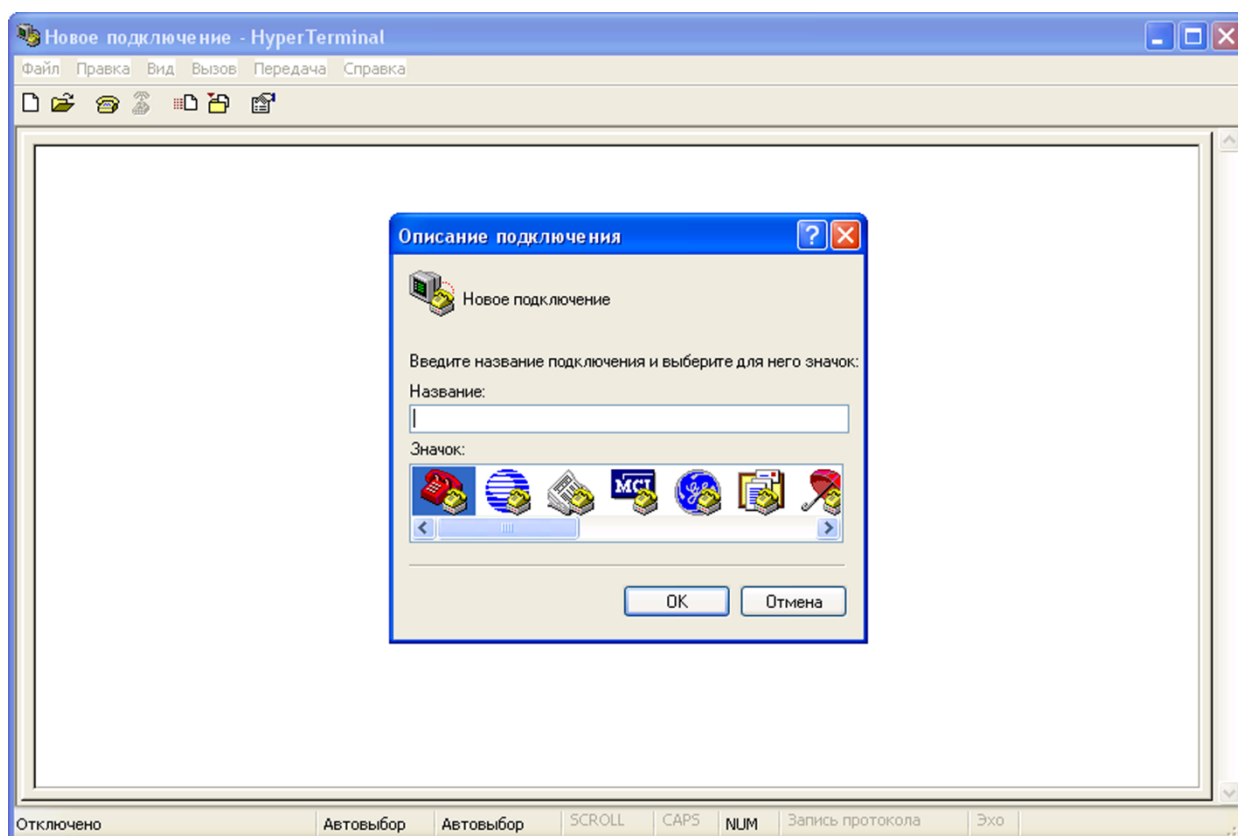 Новое подключение - HyperTerminal
Файл Правка Вид Вызов Передача Справка
Описание подключения
Новое подключение
Введите название подключения и выберите для него значок:
Название:
Значок:
MCI
ОК Отмена
Отключено Автовыбор Автовыбор SCROLL CAPS NUM Запись протокола Эхо